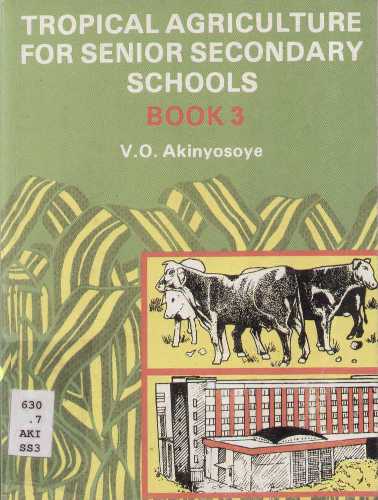 TROPICAL AGRICULTURE
FOR SENIOR SECONDARY
SCHOOLS
BOOK 3
V.O. Akinyosoye
630
.7
AKI
SS3